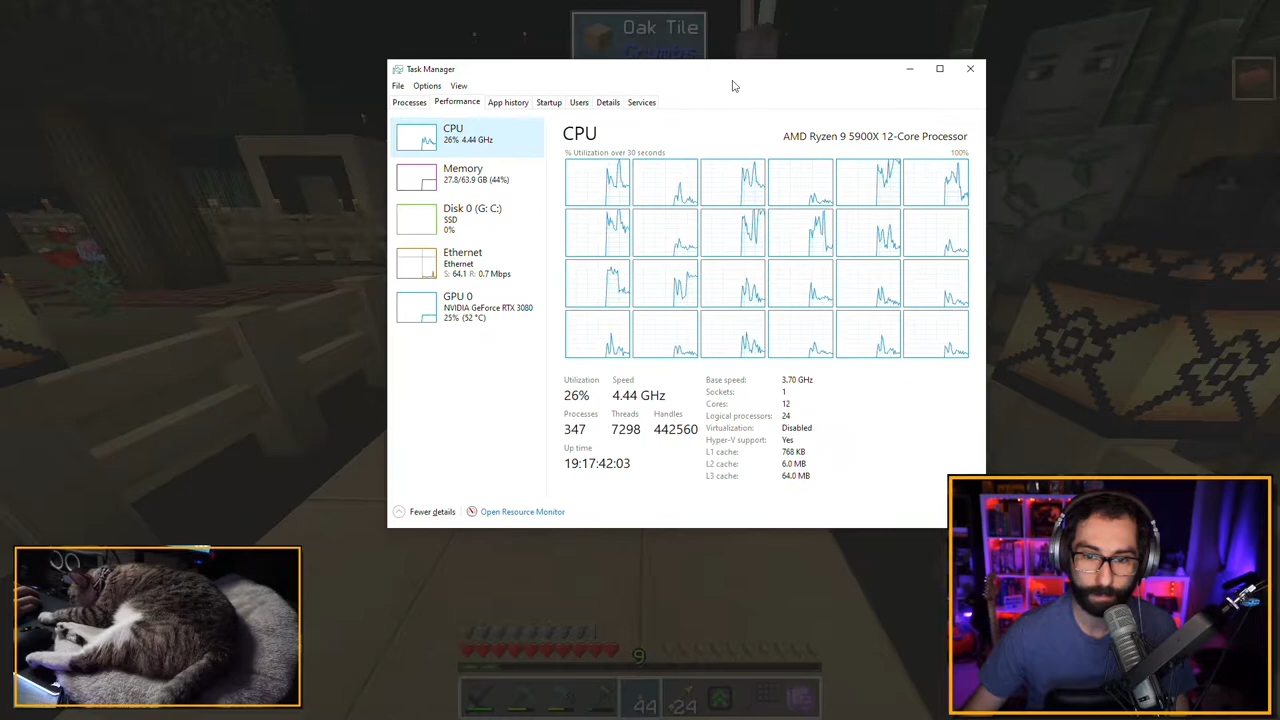 Oak Tile
Crumbs
Task Manager
File Options View
Processes Performance App history Startup Users Details Services
CPU
26% 4.44 GHz
Memory
27.8/63.9 GB (44%)
Disk 0 (G: C:)
SSD
0%
Ethernet
Ethernet
S: 64.1 R: 0.7 Mbps
GPU 0
NVIDIA GeForce RTX 3080
25% (52 °C)
CPU
AMD Ryzen 9 5900X 12-Core Processor
% Utilization over 30 seconds
100%
Utilization Speed
26% 4.44 GHz
Processes Threads Handles
347 7298 442560
Up time
19:17:42:03
Base speed: 3.70 GHz
Sockets: 1
Cores: 12
Logical processors: 24
Virtualization: Disabled
Hyper-V support: Yes
L1 cache: 768 KB
L2 cache: 6.0 MB
L3 cache: 64.0 MB
Fewer details
Open Resource Monitor
9
44
24